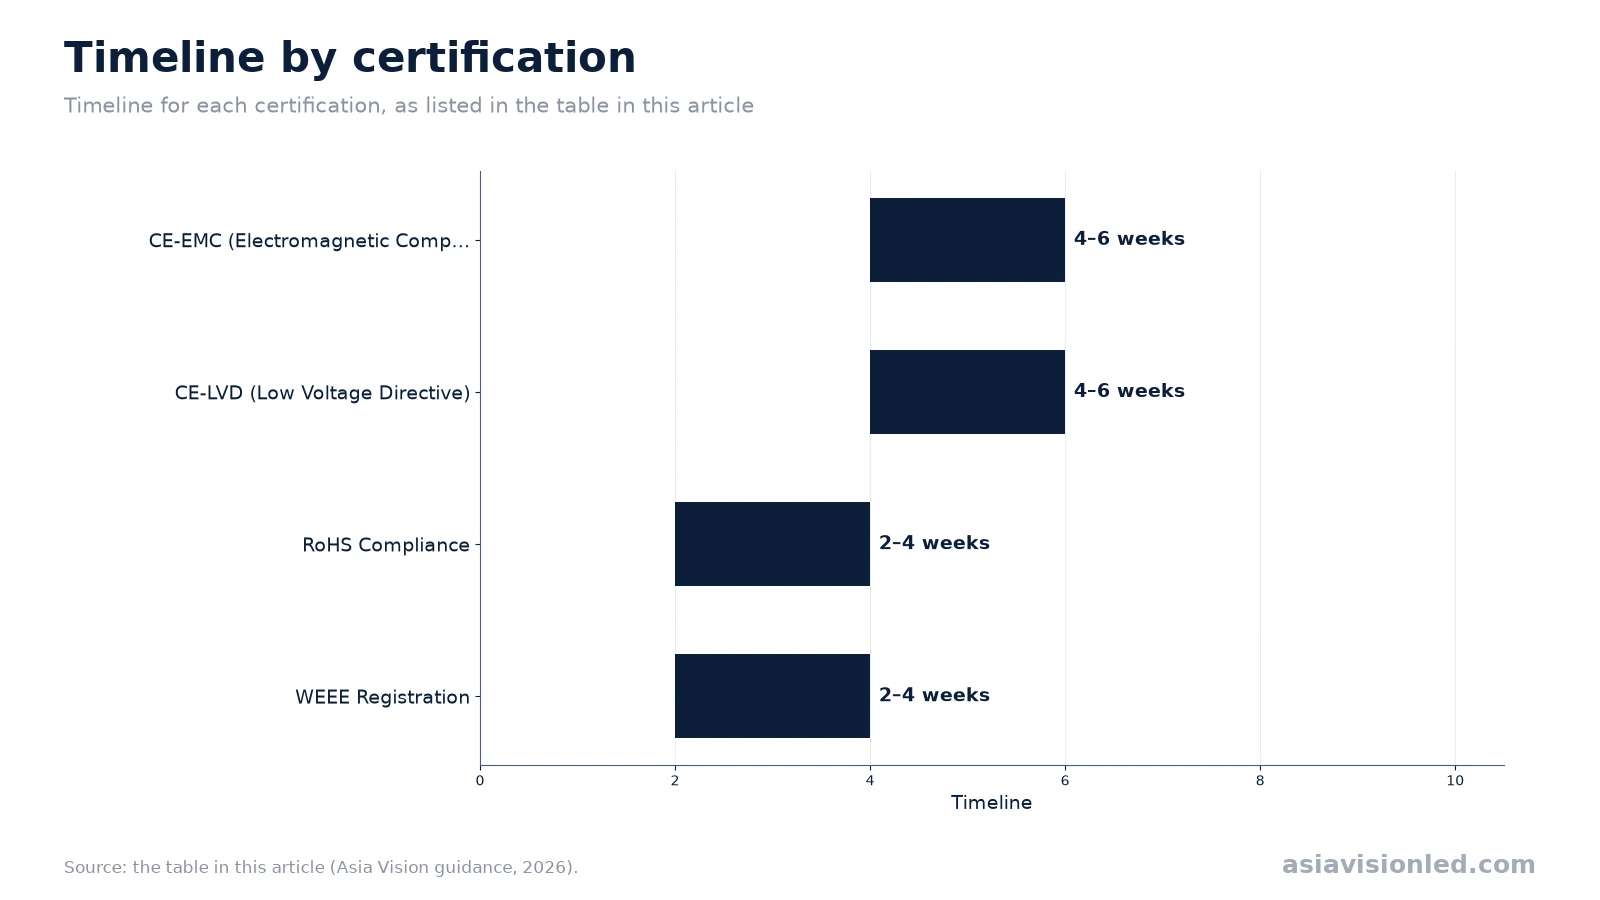 Timeline by certification
Timeline for each certification, as listed in the table in this article
CE-EMC (Electromagnetic Comp…
4–6 weeks
CE-LVD (Low Voltage Directive)
4–6 weeks
RoHS Compliance
2–4 weeks
WEEE Registration
2–4 weeks
0 2 4 6 8 10
Timeline
Source: the table in this article (Asia Vision guidance, 2026).
asiavisionled.com